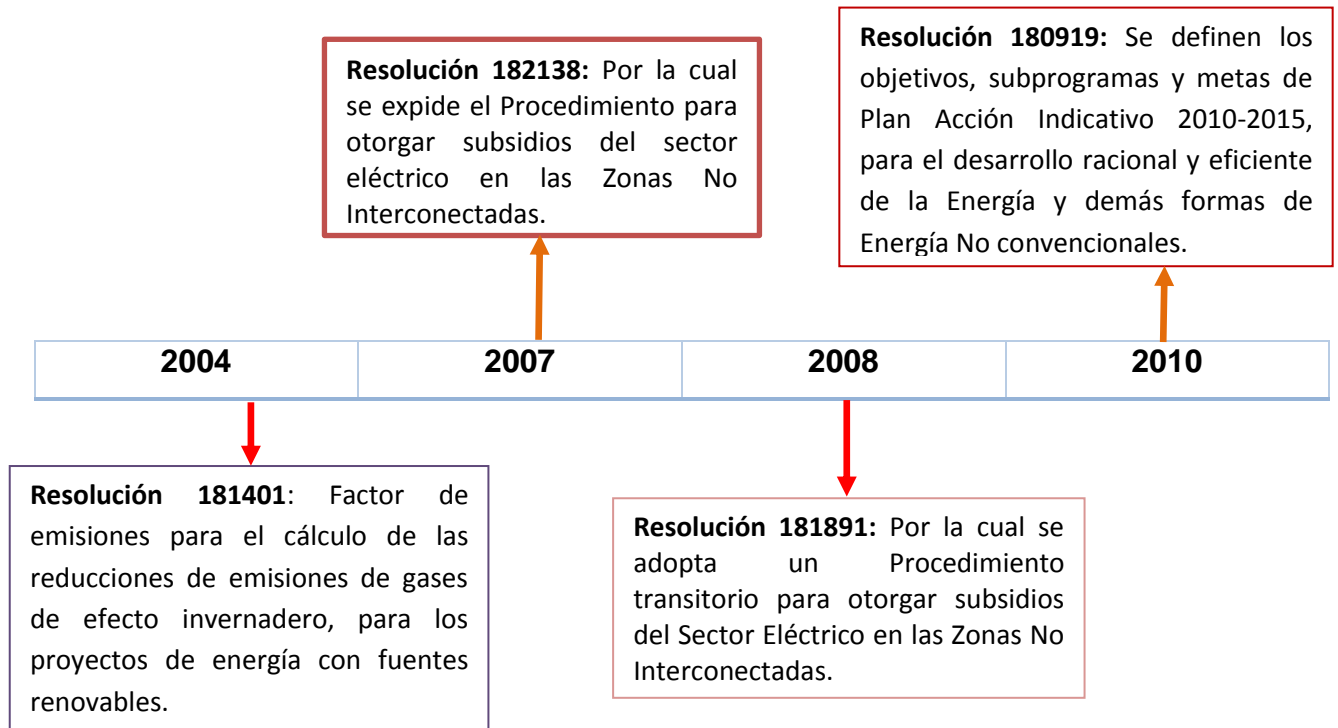 Resolución 182138: Por la cual
se expide el Procedimiento para
otorgar subsidios del sector
eléctrico en las Zonas No
Interconectadas.
Resolución 180919: Se definen los
objetivos, subprogramas y metas de
Plan Acción Indicativo 2010-2015,
para el desarrollo racional y eficiente
de la Energía y demás formas de
Energía No convencionales.
2004 2007 2008 2010
Resolución 181401: Factor de
emisiones para el cálculo de las
reducciones de emisiones de gases
de efecto invernadero, para los
proyectos de energía con fuentes
renovables.
Resolución 181891: Por la cual se
adopta un Procedimiento
transitorio para otorgar subsidios
del Sector Eléctrico en las Zonas No
Interconectadas.